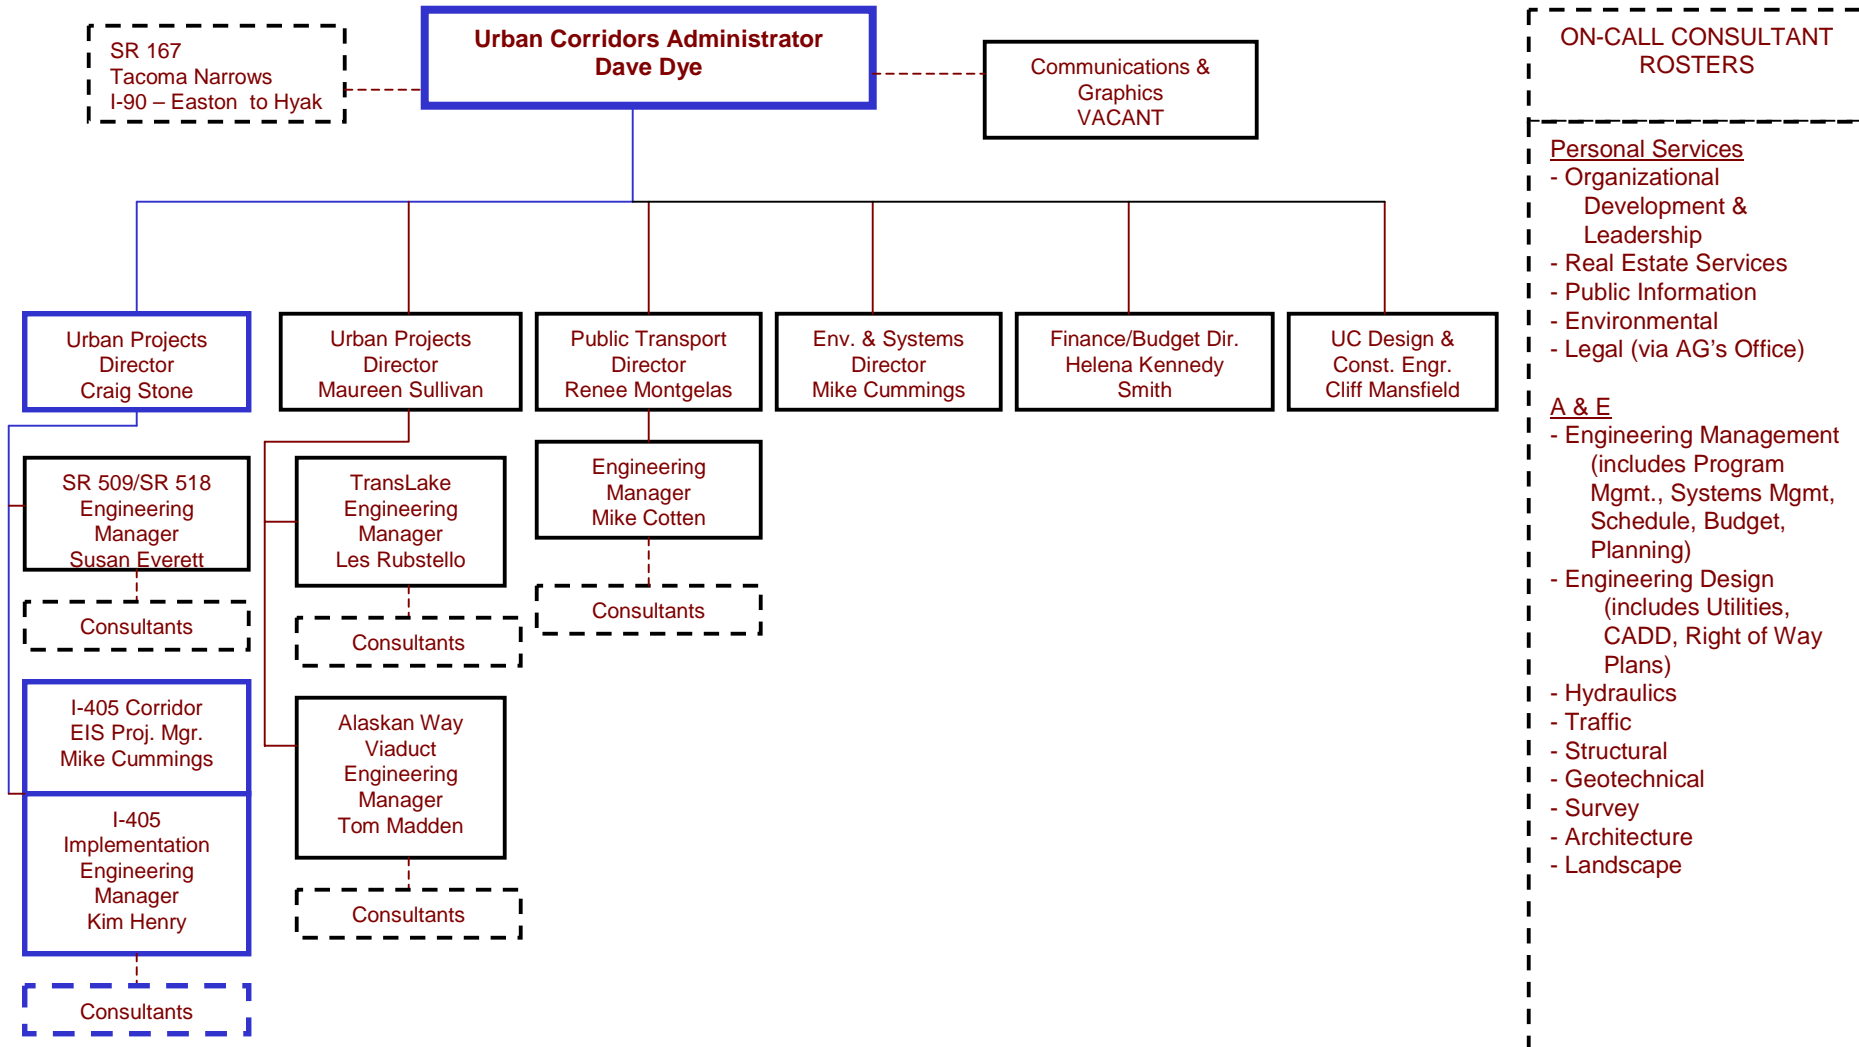 SR 167
Tacoma Narrows
I-90 – Easton to Hyak
Urban Corridors Administrator
Dave Dye
Communications &
Graphics
VACANT
Urban Projects
Director
Craig Stone
Urban Projects
Director
Maureen Sullivan
Public Transport
Director
Renee Montgelas
Env. & Systems
Director
Mike Cummings
Finance/Budget Dir.
Helena Kennedy
Smith
UC Design &
Const. Engr.
Cliff Mansfield
SR 509/SR 518
Engineering
Manager
Susan Everett
Consultants
I-405 Corridor
EIS Proj. Mgr.
Mike Cummings
I-405
Implementation
Engineering
Manager
Kim Henry
Consultants
TransLake
Engineering
Manager
Les Rubstello
Consultants
Alaskan Way
Viaduct
Engineering
Manager
Tom Madden
Consultants
Engineering
Manager
Mike Cotten
Consultants
ON-CALL CONSULTANT
ROSTERS
Personal Services
- Organizational
Development &
Leadership
- Real Estate Services
- Public Information
- Environmental
- Legal (via AG's Office)
A & E
- Engineering Management
(includes Program
Mgmt., Systems Mgmt,
Schedule, Budget,
Planning)
- Engineering Design
(includes Utilities,
CADD, Right of Way
Plans)
- Hydraulics
- Traffic
- Structural
- Geotechnical
- Survey
- Architecture
- Landscape